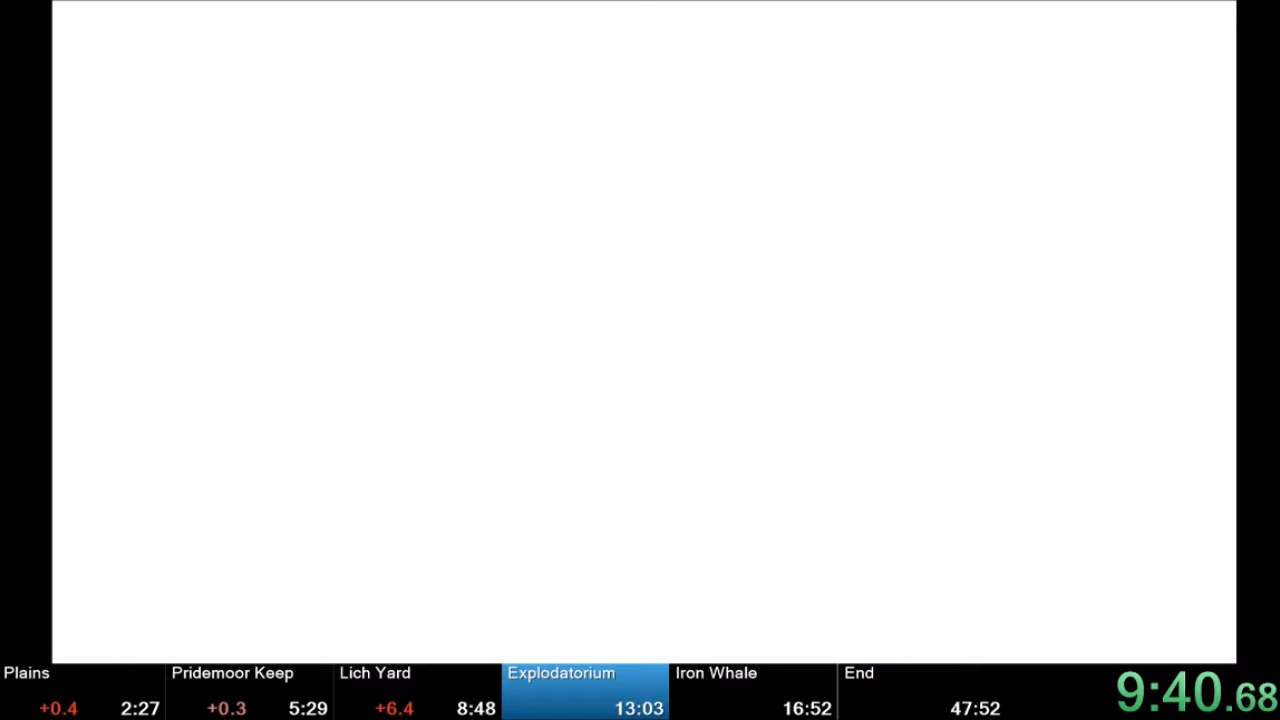 Plains Pridemoor Keep Lich Yard Explodatorium Iron Whale End
+0.4 2:27 +0.3 5:29 +6.4 8:48 13:03 16:52 47:52 9:40.68